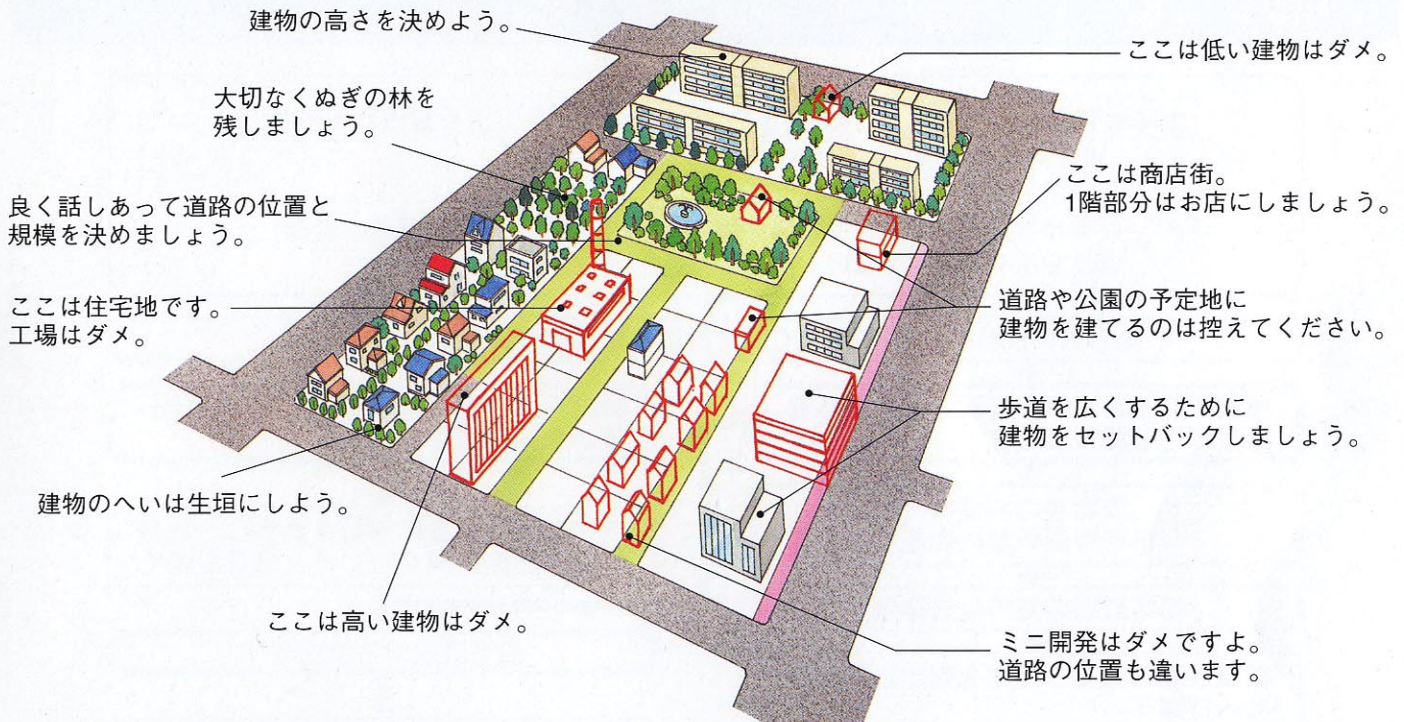 建物の高さを決めよう。
ここは低い建物はダメ。
大切なくぬぎの林を
残しましょう。
ここは商店街。
1階部分はお店にしましょう。
良く話しあって道路の位置と
規模を決めましょう。
道路や公園の予定地に
建物を建てるのは控えてください。
ここは住宅地です。
工場はダメ。
歩道を広くするために
建物をセットバックしましょう。
建物のへいは生垣にしよう。
ここは高い建物はダメ。
ミニ開発はダメですよ。
道路の位置も違います。